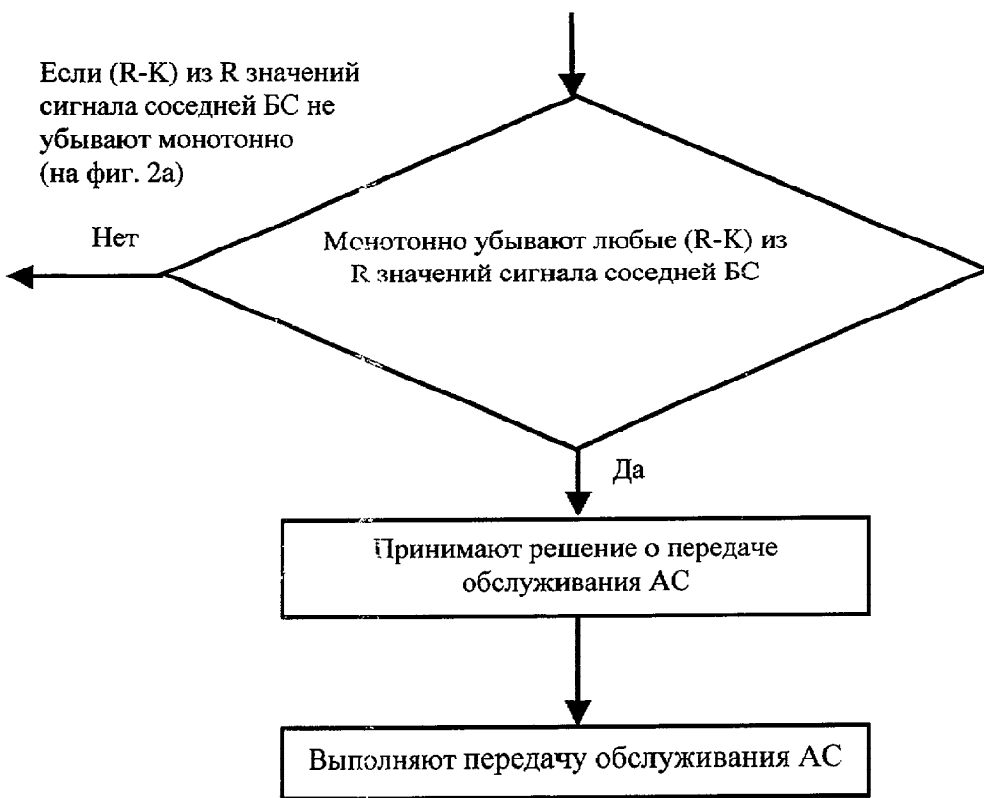 Если (R-K) из R значений
сигнала соседней БС не
убывают монотонно
(на фиг. 2а)
Нет
Монотонно убывают любые (R-K) из
R значений сигнала соседней БС
Да
Принимают решение о передаче
обслуживания АС
Выполняют передачу обслуживания АС